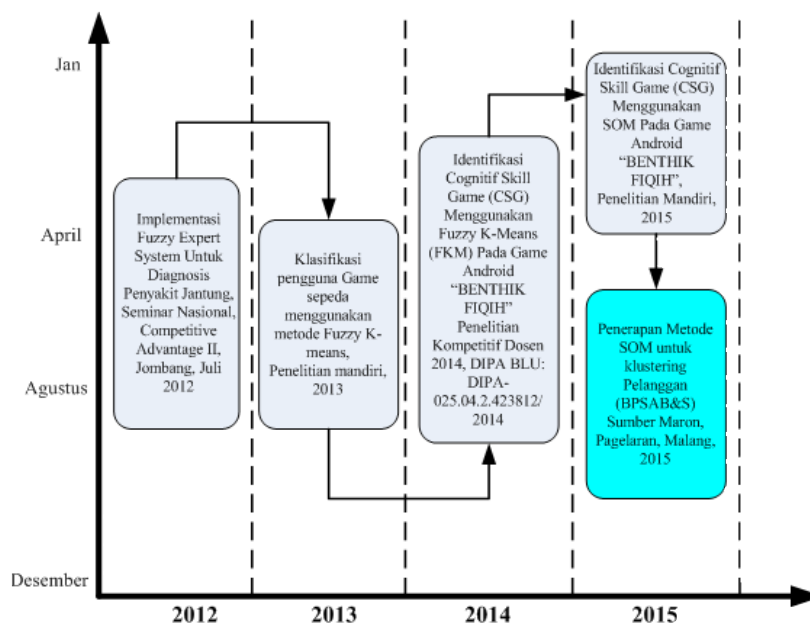 Jan
April
Agustus
Desember
Implementasi
Fuzzy Expert
System Untuk
Diagnosis
Penyakit Jantung,
Seminar Nasional,
Competitive
Advantage II,
Jombang, Juli
2012
Klasifikasi
pengguna Game
sepeda
menggunakan
metode Fuzzy K-
means,
Penelitian mandiri,
2013
Identifikasi
Cognitif Skill
Game (CSG)
Menggunakan
Fuzzy K-Means
(FKM) Pada Game
Android
“BENTHIK
FIQIH”
Penelitian
Kompetitif Dosen
2014, DIPA BLU:
DIPA-
025.04.2.423812/
2014
Identifikasi Cognitif
Skill Game (CSG)
Menggunakan
SOM Pada Game
Android
“BENTHIK
FIQIH”,
Penelitian Mandiri,
2015
Penerapan Metode
SOM untuk
klustering
Pelanggan
(BPSAB&S)
Sumber Maron,
Pagelaran, Malang,
2015
2012
2013
2014
2015